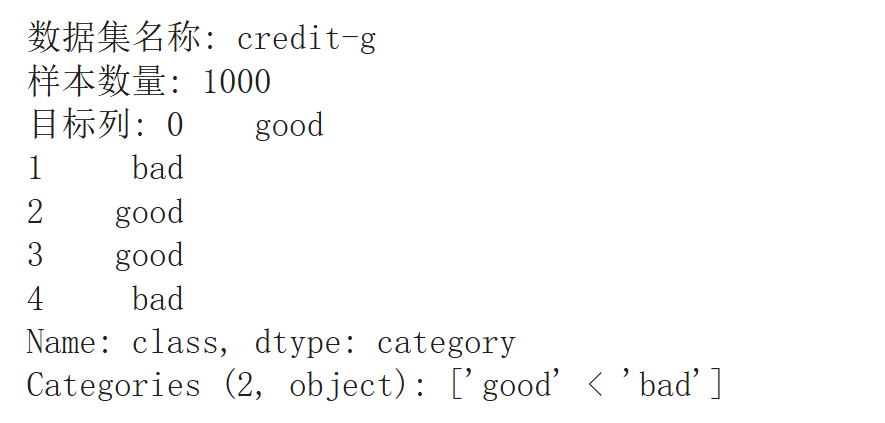 数据集名称: credit-g
样本数量: 1000
目标列: 0    good
1     bad
2    good
3    good
4     bad
Name: class, dtype: category
Categories (2, object): ['good' < 'bad']